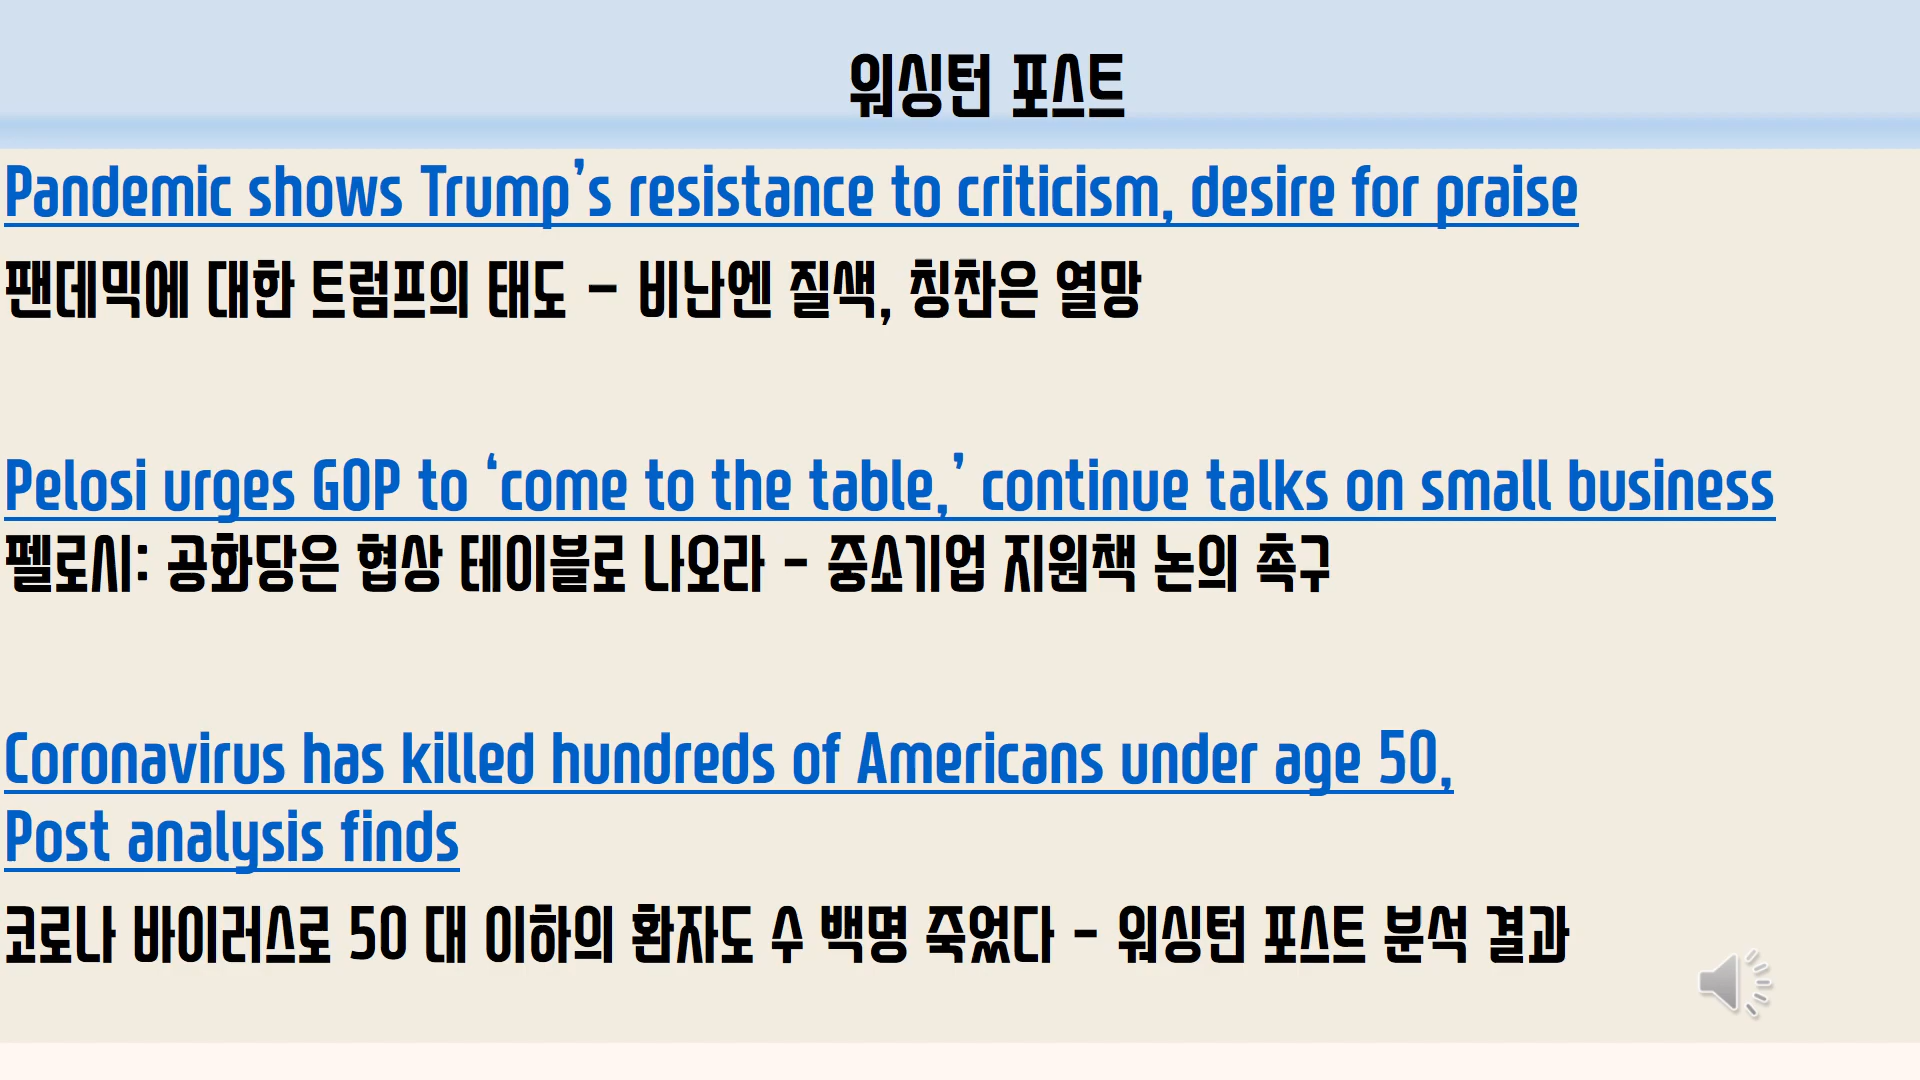 워싱턴 포스트
Pandemic shows Trump’s resistance to criticism, desire for praise
팬데믹에 대한 트럼프의 태도 – 비난엔 질색, 칭찬은 열망
Pelosi urges GOP to ‘come to the table,’ continue talks on small business
펠로시: 공화당은 협상 테이블로 나오라 - 중소기업 지원책 논의 촉구
Coronavirus has killed hundreds of Americans under age 50,
Post analysis finds
코로나 바이러스로 50 대 이하의 환자도 수 백명 죽었다 - 워싱턴 포스트 분석 결과